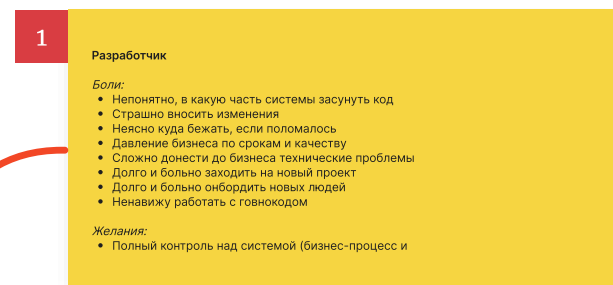 1
Разработчик
Боли:
• Непонятно, в какую часть системы засунуть код
• Страшно вносить изменения
• Неясно куда бежать, если поломалось
• Давление бизнеса по срокам и качеству
• Сложно донести до бизнеса технические проблемы
• Долго и больно заходить на новый проект
• Долго и больно онбордить новых людей
• Ненавижу работать с говнокодом
Желания:
• Полный контроль над системой (бизнес-процесс и